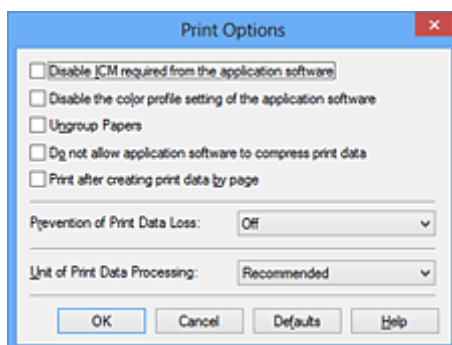 Print Options
Disable ICM required from the application software
Disable the color profile setting of the application software
Ungroup Papers
Do not allow application software to compress print data
Print after creating print data by page
Prevention of Print Data Loss: Off
Unit of Print Data Processing: Recommended
OK Cancel Defaults Help